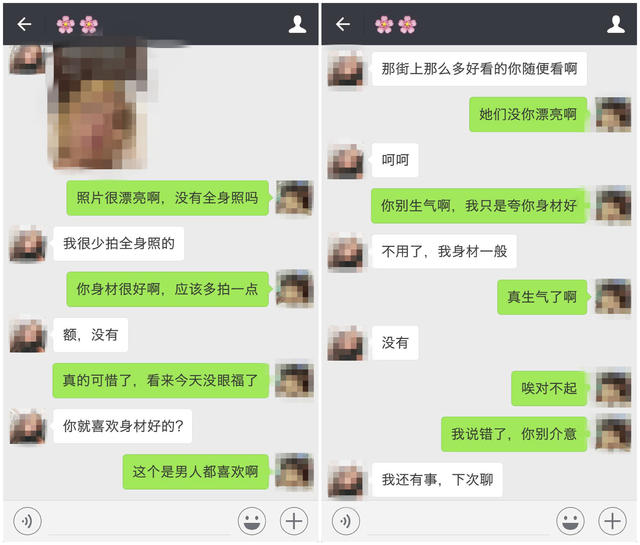 照片很漂亮啊，没有全身照吗
我很少拍全身照的
你身材很好啊，应该多拍一点
额，没有
真的可惜了，看来今天没眼福了
你就喜欢身材好的?
这个是男人都喜欢啊
那街上那么多好看的你随便看啊
她们没你漂亮啊
呵呵
你别生气啊，我只是夸你身材好
不用了，我身材一般
真生气了啊
没有
唉对不起
我说错了，你别介意
我还有事，下次聊